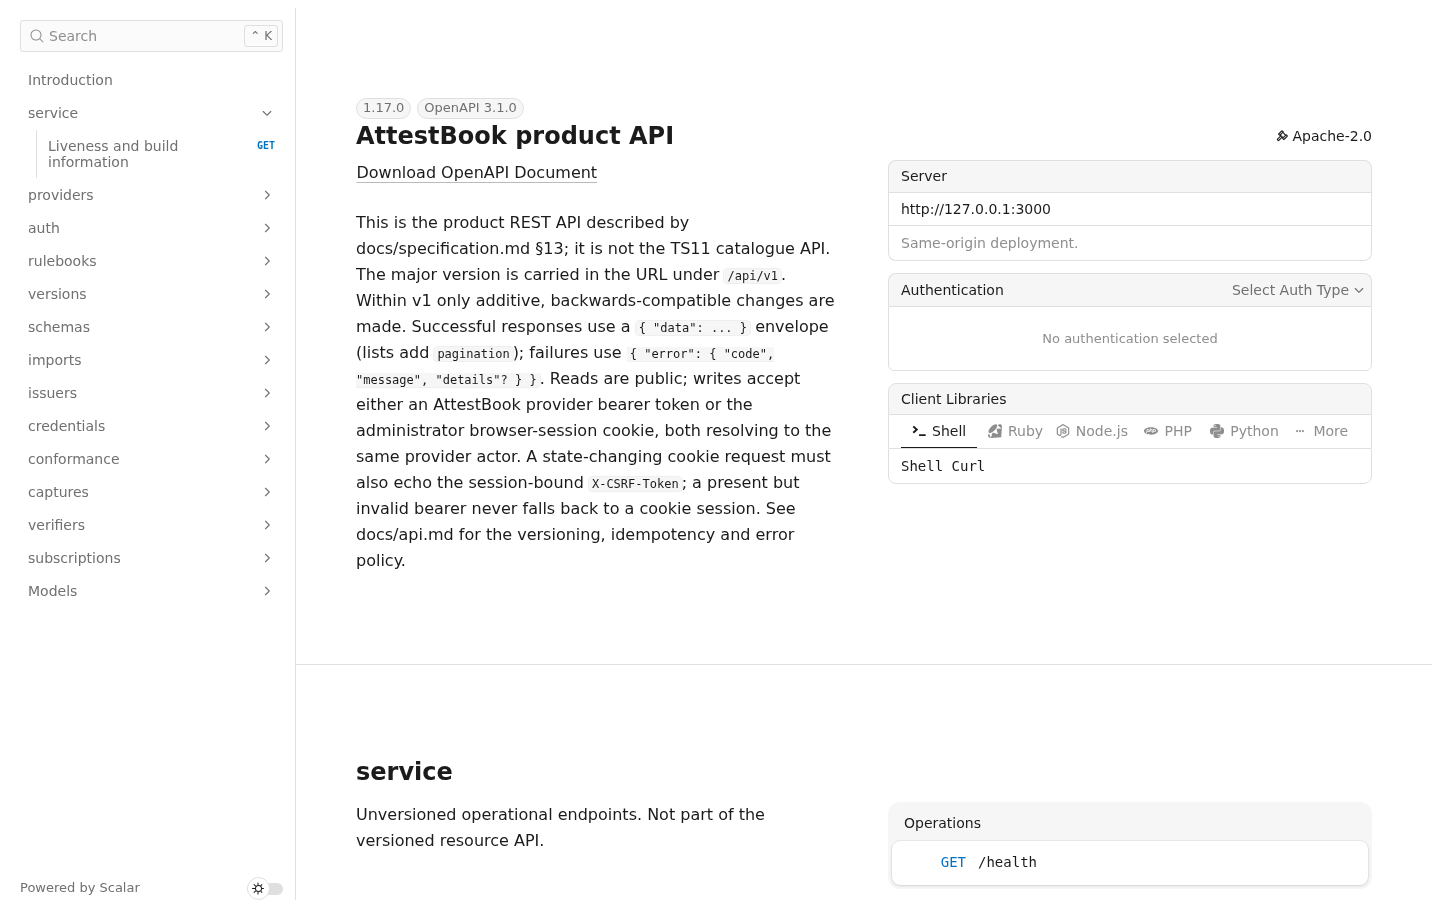 Search
⌃ K
Introduction
service
Liveness and build
information
GET
providers
auth
rulebooks
versions
schemas
imports
issuers
credentials
conformance
captures
verifiers
subscriptions
Models
Powered by Scalar
1.17.0
OpenAPI 3.1.0
AttestBook product API
Download OpenAPI Document
This is the product REST API described by
docs/specification.md §13; it is not the TS11 catalogue API.
The major version is carried in the URL under /api/v1.
Within v1 only additive, backwards-compatible changes are
made. Successful responses use a { "data": ... } envelope
(lists add pagination); failures use { "error": { "code",
"message", "details"? } }. Reads are public; writes accept
either an AttestBook provider bearer token or the
administrator browser-session cookie, both resolving to the
same provider actor. A state-changing cookie request must
also echo the session-bound X-CSRF-Token; a present but
invalid bearer never falls back to a cookie session. See
docs/api.md for the versioning, idempotency and error
policy.
Apache-2.0
Server
http://127.0.0.1:3000
Same-origin deployment.
Authentication
Select Auth Type
No authentication selected
Client Libraries
Shell
Ruby
Node.js
PHP
Python
More
Shell Curl
service
Unversioned operational endpoints. Not part of the
versioned resource API.
Operations
GET /health